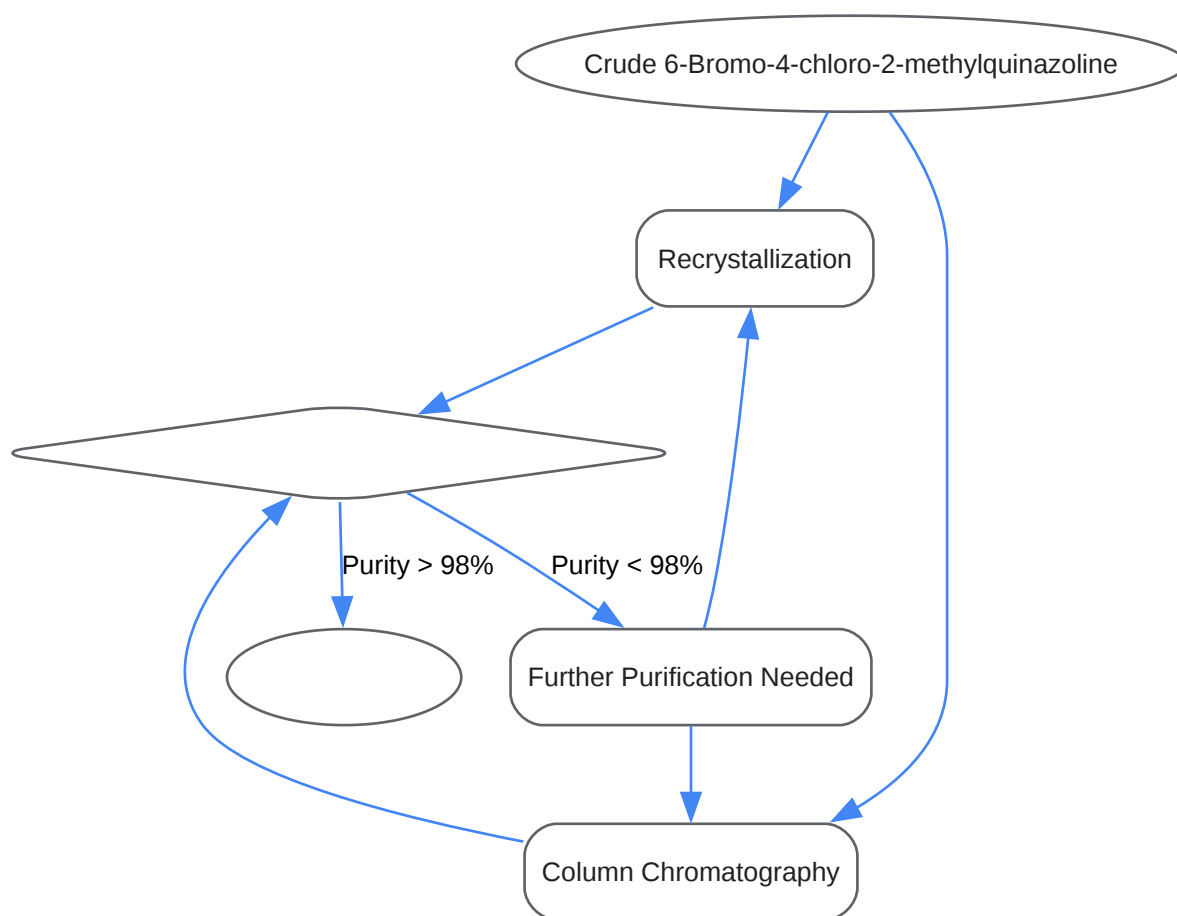 Crude 6-Bromo-4-chloro-2-methylquinazoline
Recrystallization
Purity > 98%
Purity < 98%
Further Purification Needed
Column Chromatography